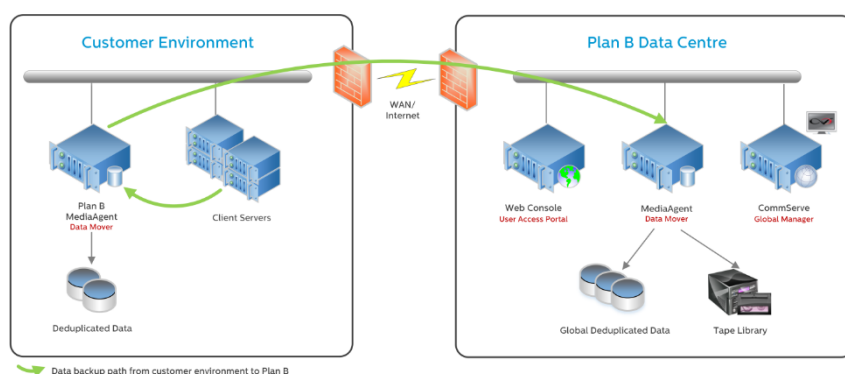 Customer Environment
Plan B Data Centre
WAN/
Internet
Plan B
MediaAgent
Data Mover
Client Servers
Web Console
User Access Portal
MediaAgent
Data Mover
CommServe
Global Manager
Deduplicated Data
Global Deduplicated Data
Tape Library
Data backup path from customer environment to Plan B